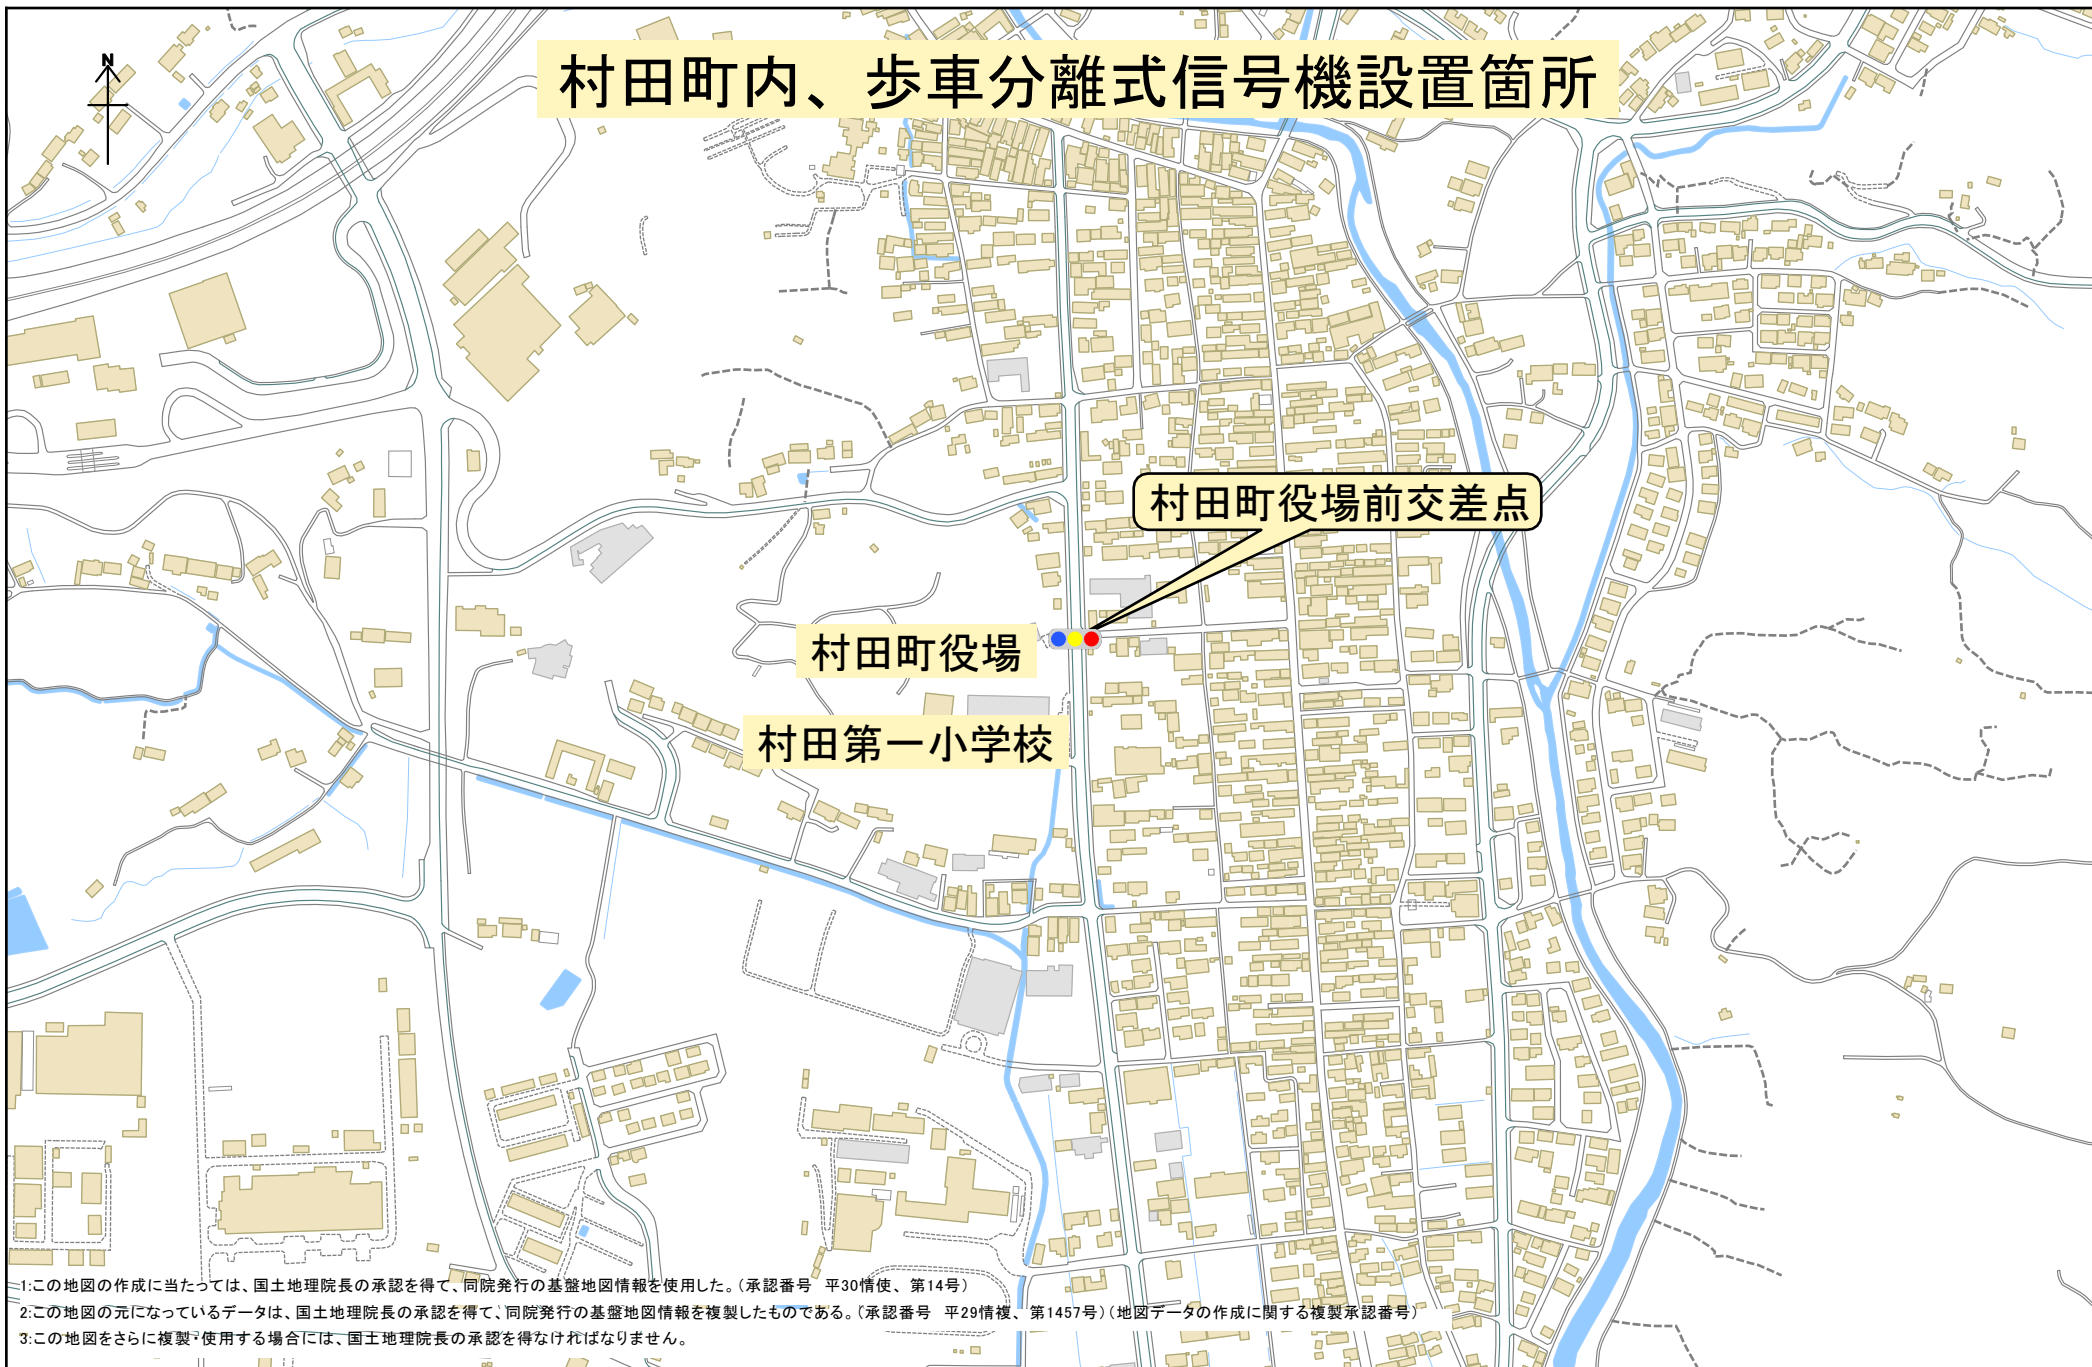 N
村田町内、歩車分離式信号機設置箇所
村田町役場前交差点
村田町役場
村田第一小学校
1:この地図の作成に当たっては、国土地理院長の承認を得て、同院発行の基盤地図情報を使用した。(承認番号 平30情使、第14号)
2:この地図の元になっているデータは、国土地理院長の承認を得て、同院発行の基盤地図情報を複製したものである。(承認番号 平29情複、第1457号)(地図データの作成に関する複製承認番号)
3:この地図をさらに複製・使用する場合には、国土地理院長の承認を得なければなりません。